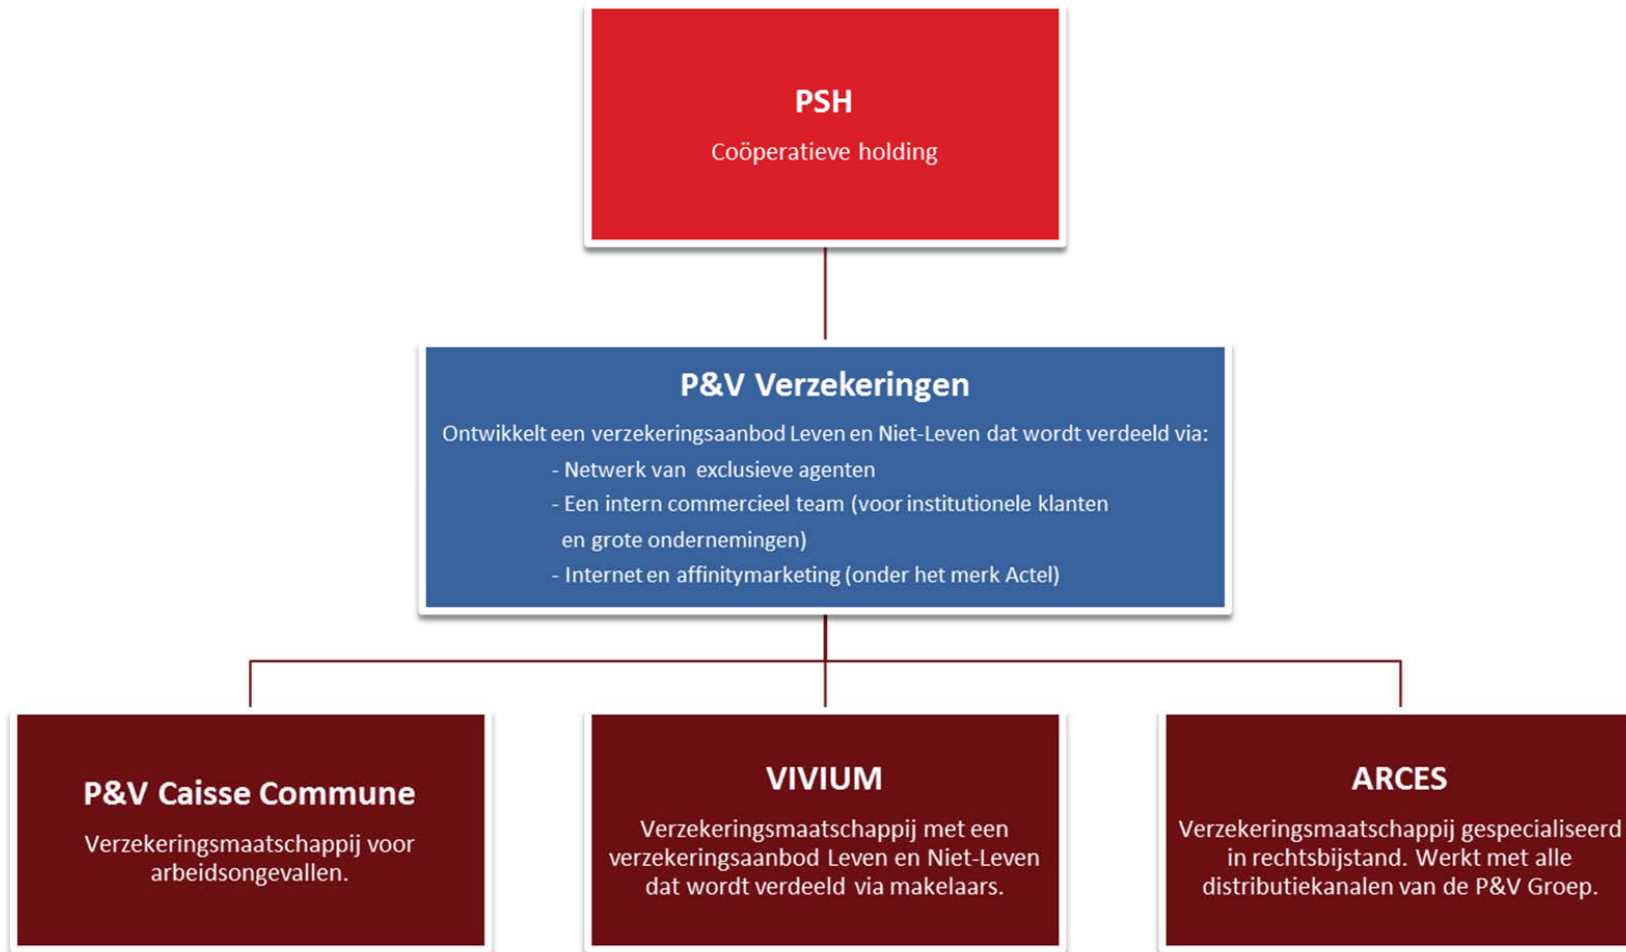 PSH
Coöperatieve holding
P&V Verzekeringen
Ontwikkelt een verzekeringsaanbod Leven en Niet-Leven dat wordt verdeeld via:
- Netwerk van exclusieve agenten
- Een intern commercieel team (voor institutionele klanten
en grote ondernemingen)
- Internet en affinitymarketing (onder het merk Actel)
P&V Caisse Commune
Verzekeringsmaatschappij voor
arbeidsongevallen.
VIVIUM
Verzekeringsmaatschappij met een
verzekeringsaanbod Leven en Niet-Leven
dat wordt verdeeld via makelaars.
ARCES
Verzekeringsmaatschappij gespecialiseerd
in rechtsbijstand. Werkt met alle
distributiekanalen van de P&V Groep.